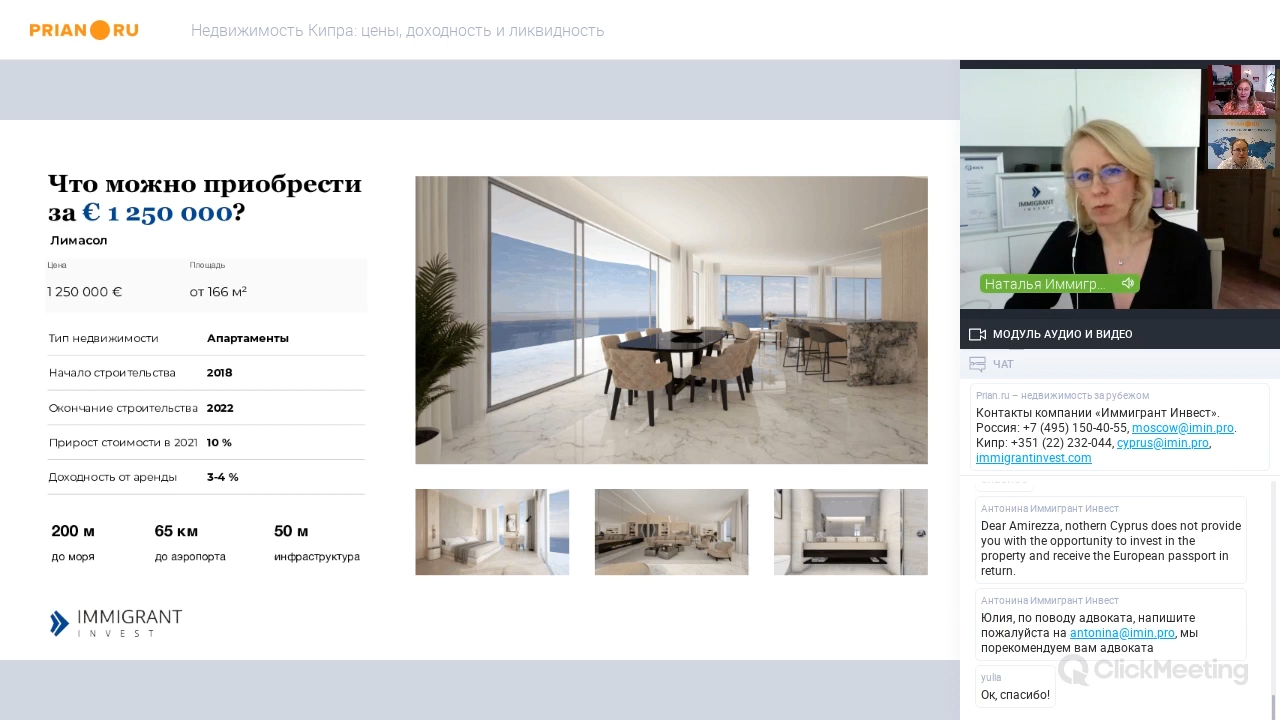 PRIAN RU
Недвижимость Кипра: цены, доходность и ликвидность
Что можно приобрести
за € 1 250 000?
Лимасол
Цена Площадь
1 250 000 € от 166 м²
Тип недвижимости Апартаменты
Начало строительства 2018
Окончание строительства 2022
Прирост стоимости в 2021 10 %
Доходность от аренды 3-4 %
200 м 65 км 50 м
до моря до аэропорта инфраструктура
IMMIGRANT
INVEST
IMMIGRANT
INVEST
Наталья Иммигр...
МОДУЛЬ АУДИО И ВИДЕО
ЧАТ
Prian.ru – недвижимость за рубежом
Контакты компании «Иммигрант Инвест».
Россия: +7 (495) 150-40-55, moscow@imin.pro.
Кипр: +351 (22) 232-044, cyprus@imin.pro,
immigrantinvest.com
Антонина Иммигрант Инвест
Dear Amirezza, nothern Cyprus does not provide
you with the opportunity to invest in the
property and receive the European passport in
return.
Антонина Иммигрант Инвест
Юлия, по поводу адвоката, напишите
пожалуйста на antonina@imin.pro, мы
порекомендуем вам адвоката
yulia
Ок, спасибо!
ClickMeeting